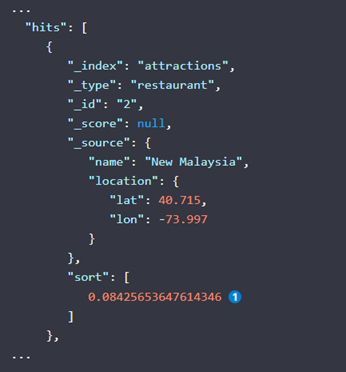 ...
  "hits": [
     {
        "_index": "attractions",
        "_type": "restaurant",
        "_id": "2",
        "_score": null,
        "_source": {
           "name": "New Malaysia",
           "location": {
              "lat": 40.715,
              "lon": -73.997
           }
        },
        "sort": [
           0.08425653647614346 1
        ]
     },
...